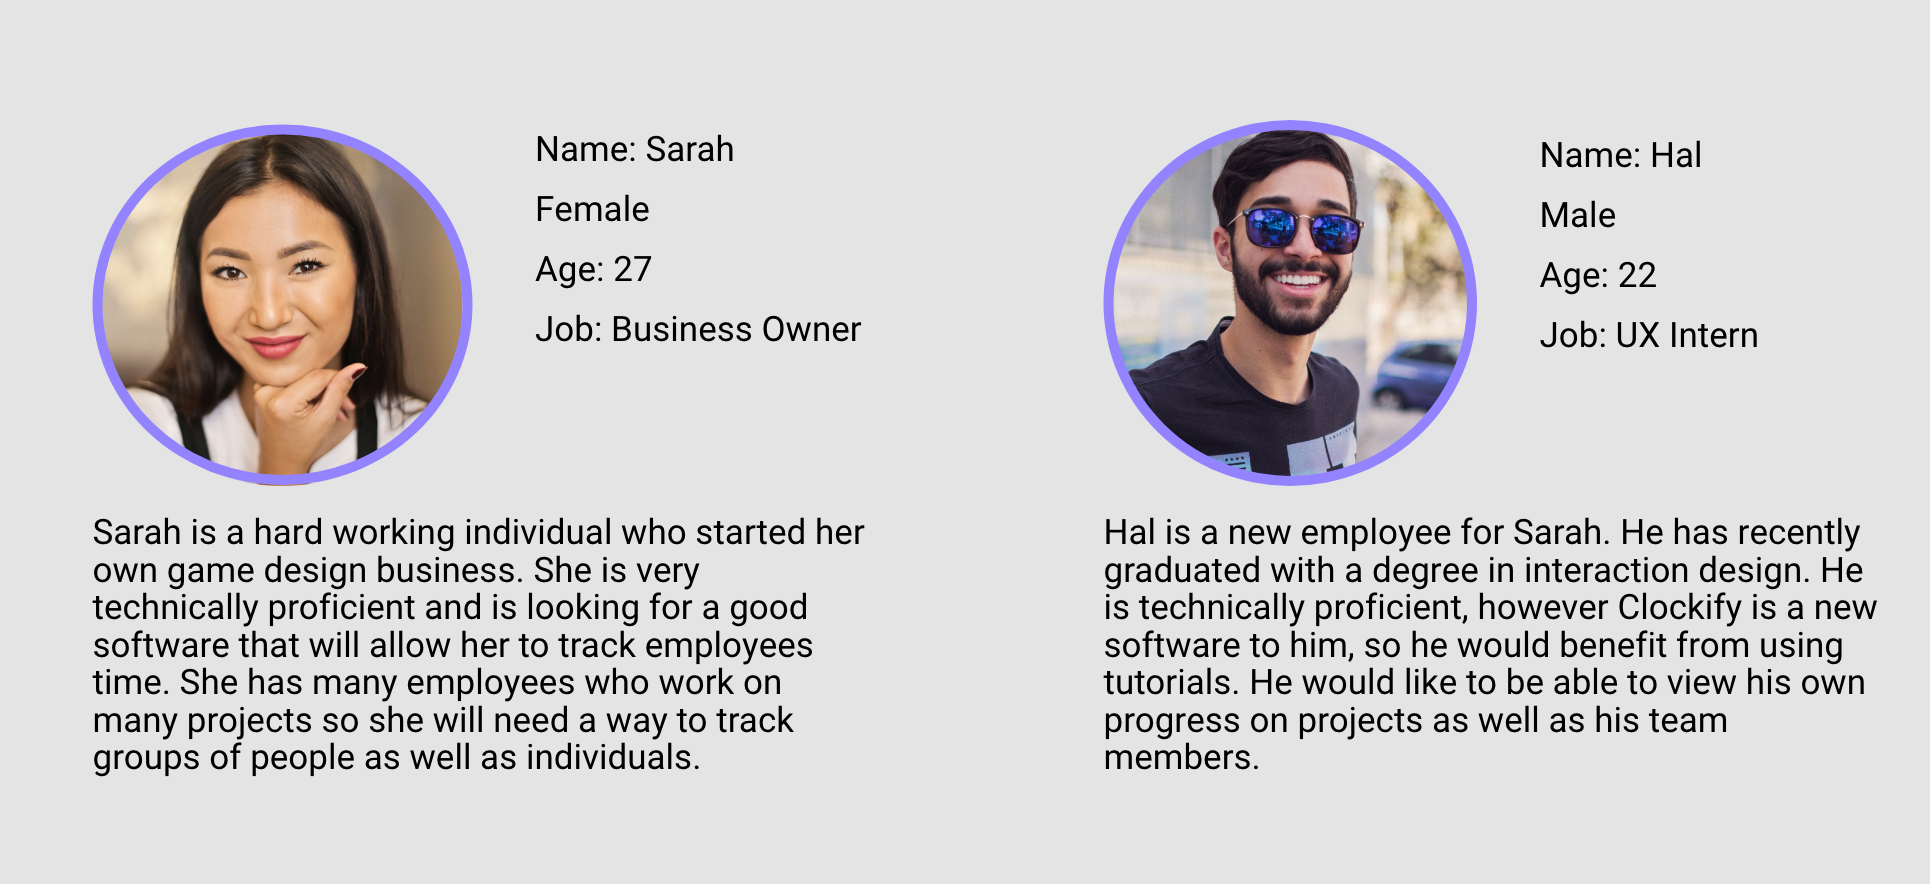 Name: Sarah
Female
Age: 27
Job: Business Owner
Sarah is a hard working individual who started her
own game design business. She is very
technically proficient and is looking for a good
software that will allow her to track employees
time. She has many employees who work on
many projects so she will need a way to track
groups of people as well as individuals.
Name: Hal
Male
Age: 22
Job: UX Intern
Hal is a new employee for Sarah. He has recently
graduated with a degree in interaction design. He
is technically proficient, however Clockify is a new
software to him, so he would benefit from using
tutorials. He would like to be able to view his own
progress on projects as well as his team
members.